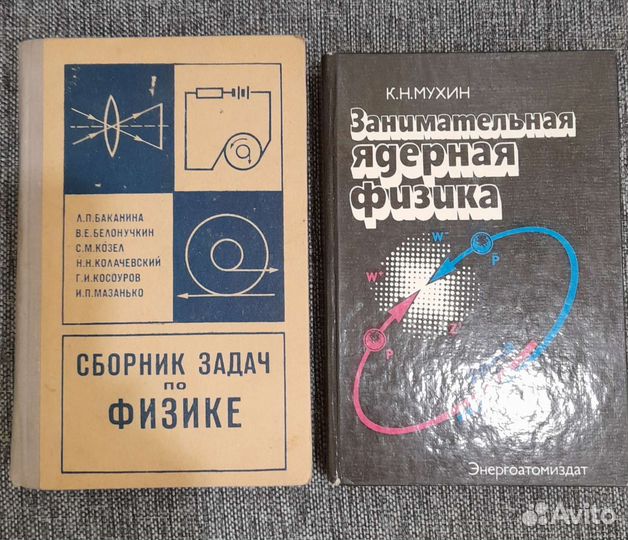 Л.П.БАКАНИНА
В.Е.БЕЛОНУЧКИН
С.М.КОЗЕЛ
Н.Н.КОЛАЧЕВСКИЙ
Г.И.КОСОУРОВ
И.П.МАЗАНЬКО
СБОРНИК ЗАДАЧ
по
ФИЗИКЕ
К.Н.МУХИН
Занимательная
ядерная
физика
W⁻
P
W⁺
Z
P
Энергоатомиздат
Avito